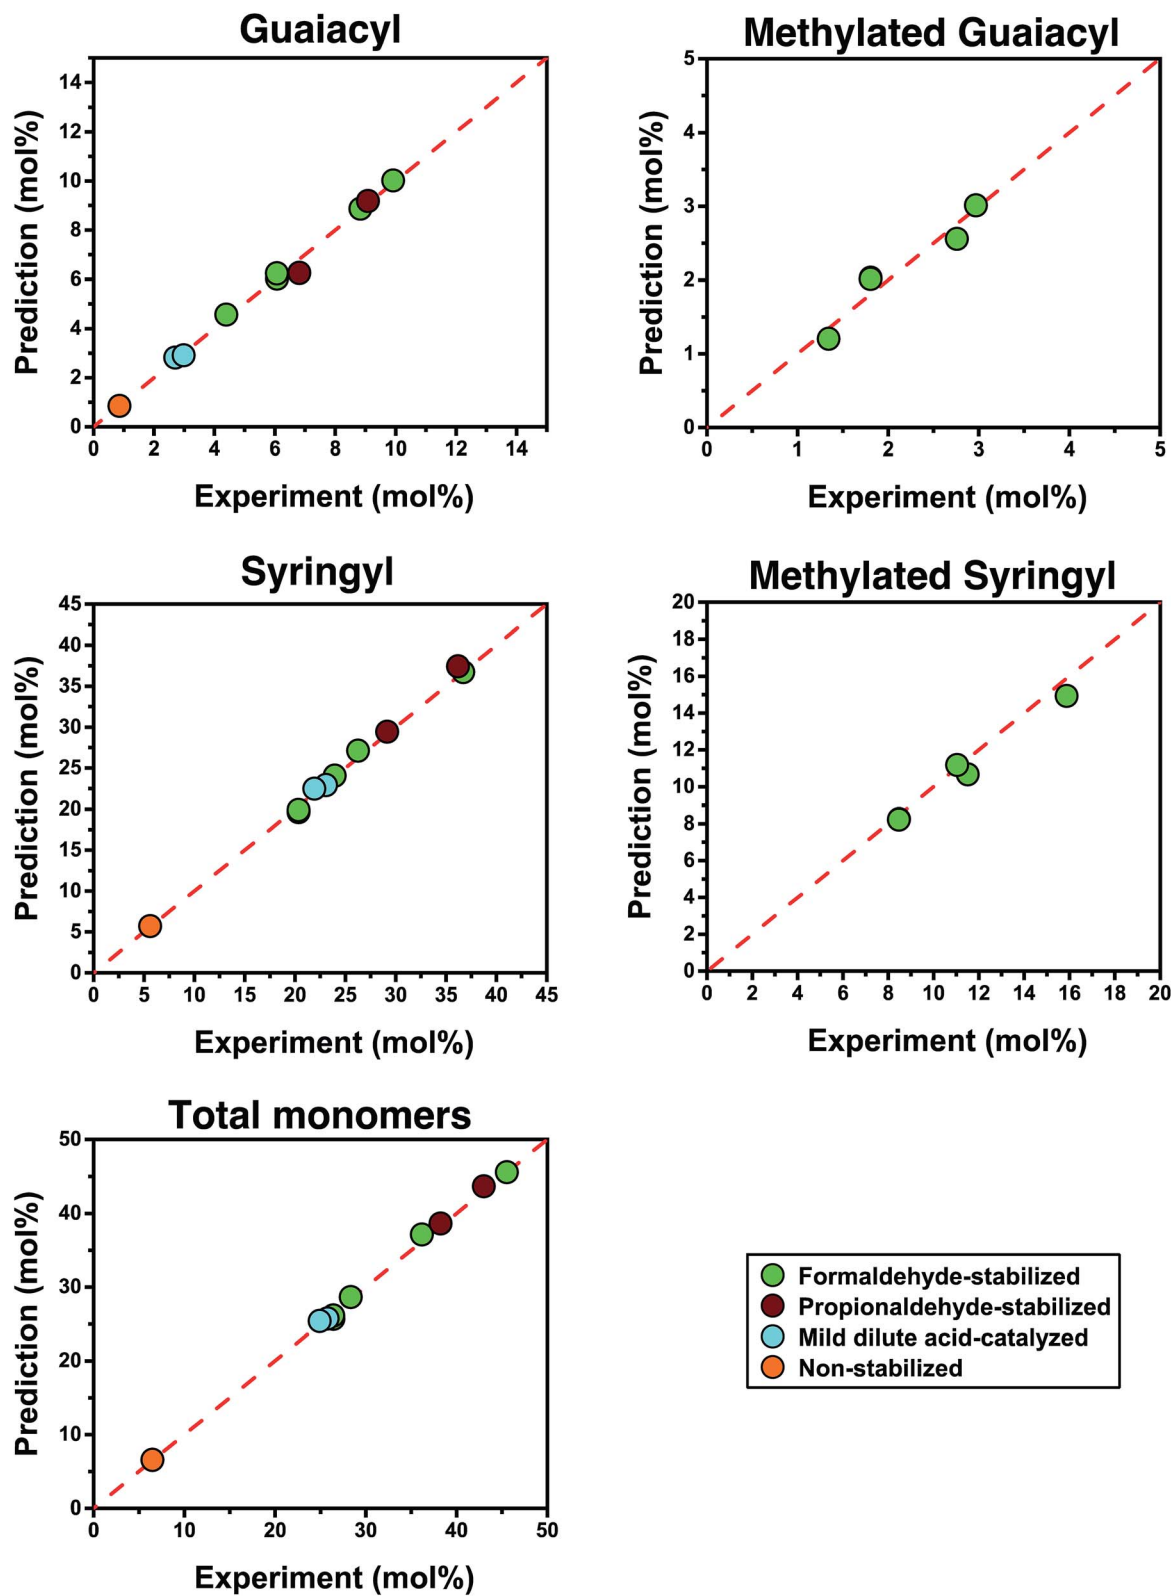 Guaiacyl
Prediction (mol%)
14
12
10
8
6
4
2
0
0 2 4 6 8 10 12 14
Experiment (mol%)
Methylated Guaiacyl
Prediction (mol%)
5
4
3
2
1
0
0 1 2 3 4 5
Experiment (mol%)
Syringyl
Prediction (mol%)
45
40
35
30
25
20
15
10
5
0
0 5 10 15 20 25 30 35 40 45
Experiment (mol%)
Methylated Syringyl
Prediction (mol%)
20
18
16
14
12
10
8
6
4
2
0
0 2 4 6 8 10 12 14 16 18 20
Experiment (mol%)
Total monomers
Prediction (mol%)
50
40
30
20
10
0
0 10 20 30 40 50
Experiment (mol%)
Formaldehyde-stabilized
Propionaldehyde-stabilized
Mild dilute acid-catalyzed
Non-stabilized